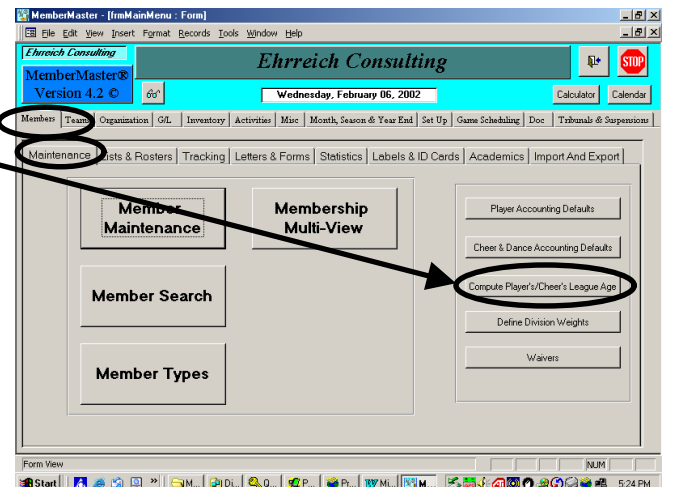 MemberMaster - [frmMainMenu : Form]
File Edit View Insert Format Records Tools Window Help
Ehrreich Consulting
MemberMaster®
Version 4.2 ©
Ehrreich Consulting
STOP
Wednesday, February 06, 2002
Calculator Calendar
Members Teams Organization G/L Inventory Activities Misc Month, Season & Year End Set Up Game Scheduling Doc Tribunals & Suspensions
Maintenance Lists & Rosters Tracking Letters & Forms Statistics Labels & ID Cards Academics Import And Export
Member Maintenance
Membership Multi-View
Member Search
Member Types
Player Accounting Defaults
Cheer & Dance Accounting Defaults
Compute Player's/Cheer's League Age
Define Division Weights
Waivers
Form View NUM
Start M... Di... Q... P... Pr... Mi... M... 5:24 PM